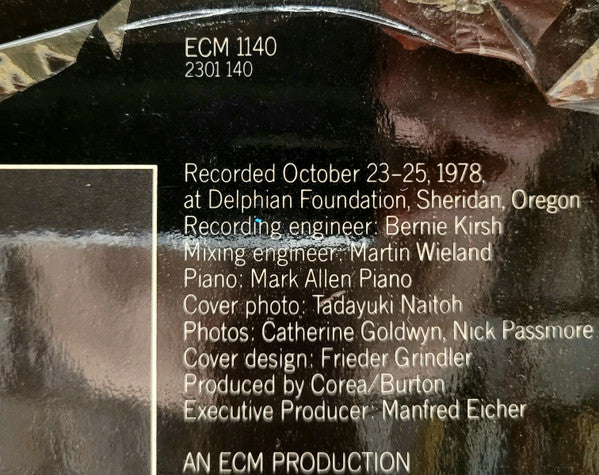 ECM 1140
2301 140
Recorded October 23–25, 1978,
at Delphian Foundation, Sheridan, Oregon
Recording engineer: Bernie Kirsh
Mixing engineer: Martin Wieland
Piano: Mark Allen Piano
Cover photo: Tadayuki Naitoh
Photos: Catherine Goldwyn, Nick Passmore
Cover design: Frieder Grindler
Produced by Corea/Burton
Executive Producer: Manfred Eicher
AN ECM PRODUCTION